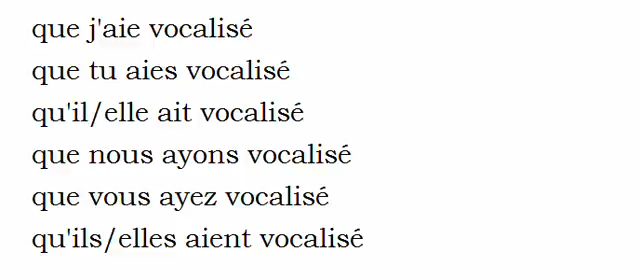 que j'aie vocalisé
que tu aies vocalisé
qu'il/elle ait vocalisé
que nous ayons vocalisé
que vous ayez vocalisé
qu'ils/elles aient vocalisé